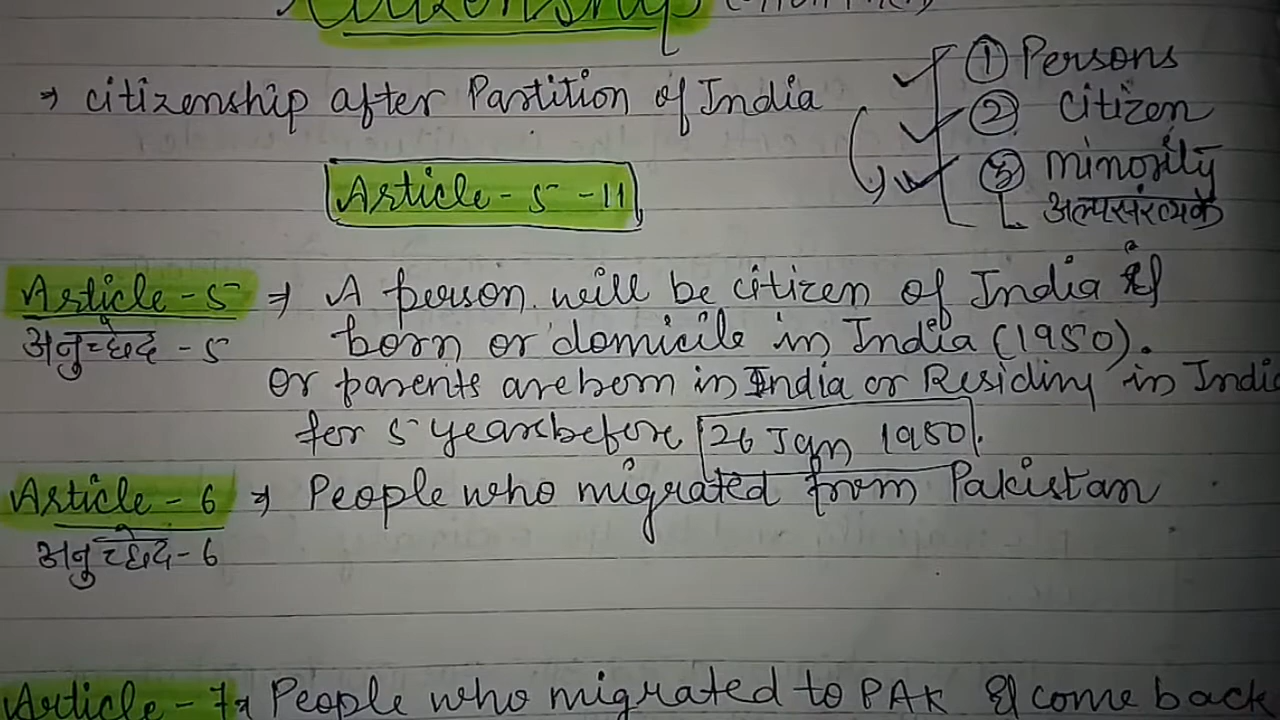 Citizenship
⇒ citizenship after Partition of India
① Persons
② citizen
③ minority
अल्पसंख्यक
Article - 5 - 11
Article - 5 ⇒ A person will be citizen of India if
अनुच्छेद - 5 born or domicile in India (1950).
or parents are born in India or Residing in India
for 5 years before 26 Jan 1950.
Article - 6 ⇒ People who migrated from Pakistan
अनुच्छेद - 6
Article - 7⇒ People who migrated to PAK & come back